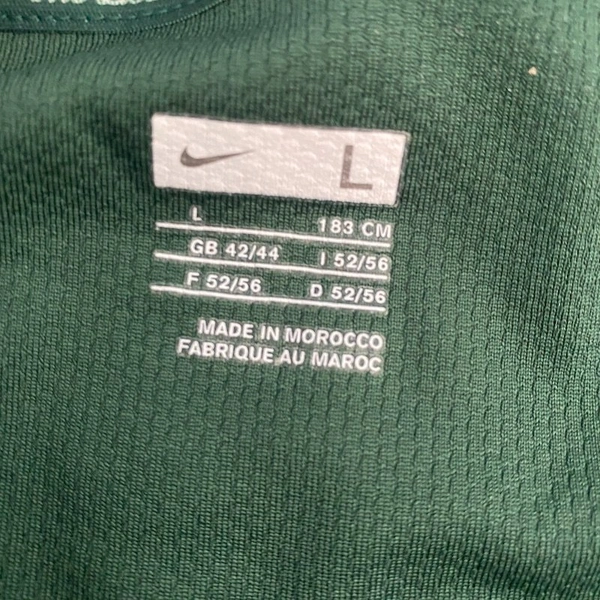 L
L 183 CM
GB 42/44 I 52/56
F 52/56 D 52/56
MADE IN MOROCCO
FABRIQUE AU MAROC